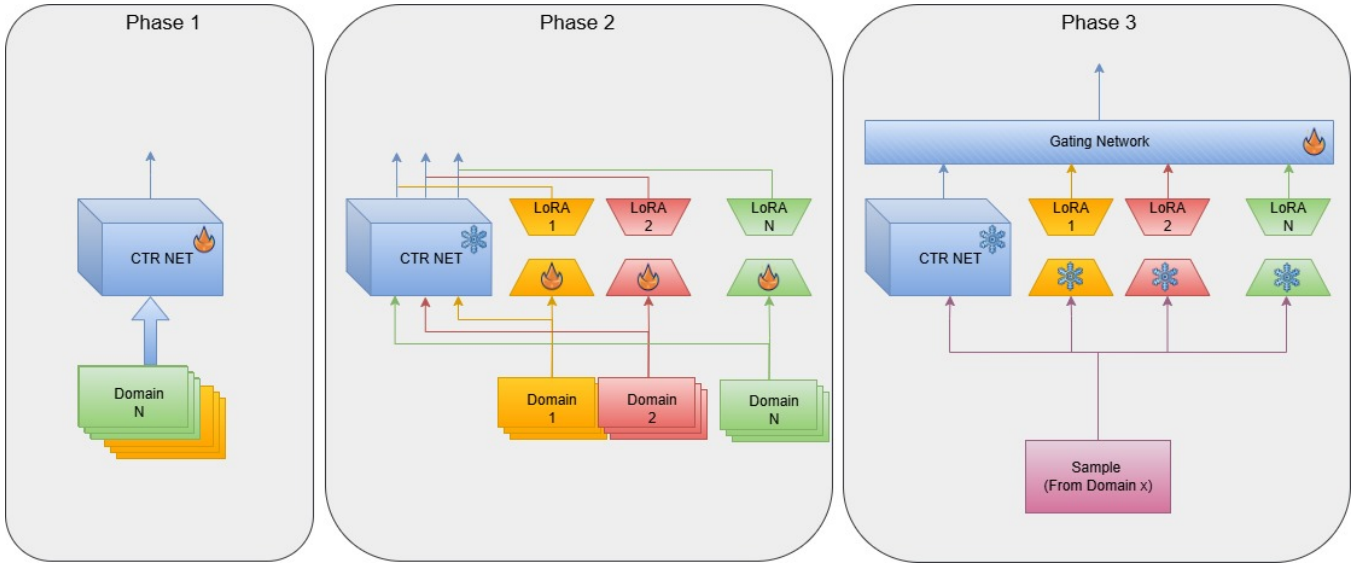 Phase 1
CTR NET
Domain
N
Phase 2
LoRA
1
LoRA
2
LoRA
N
CTR NET
Domain
1
Domain
2
Domain
N
Phase 3
Gating Network
LoRA
1
LoRA
2
LoRA
N
CTR NET
Sample
(From Domain x)